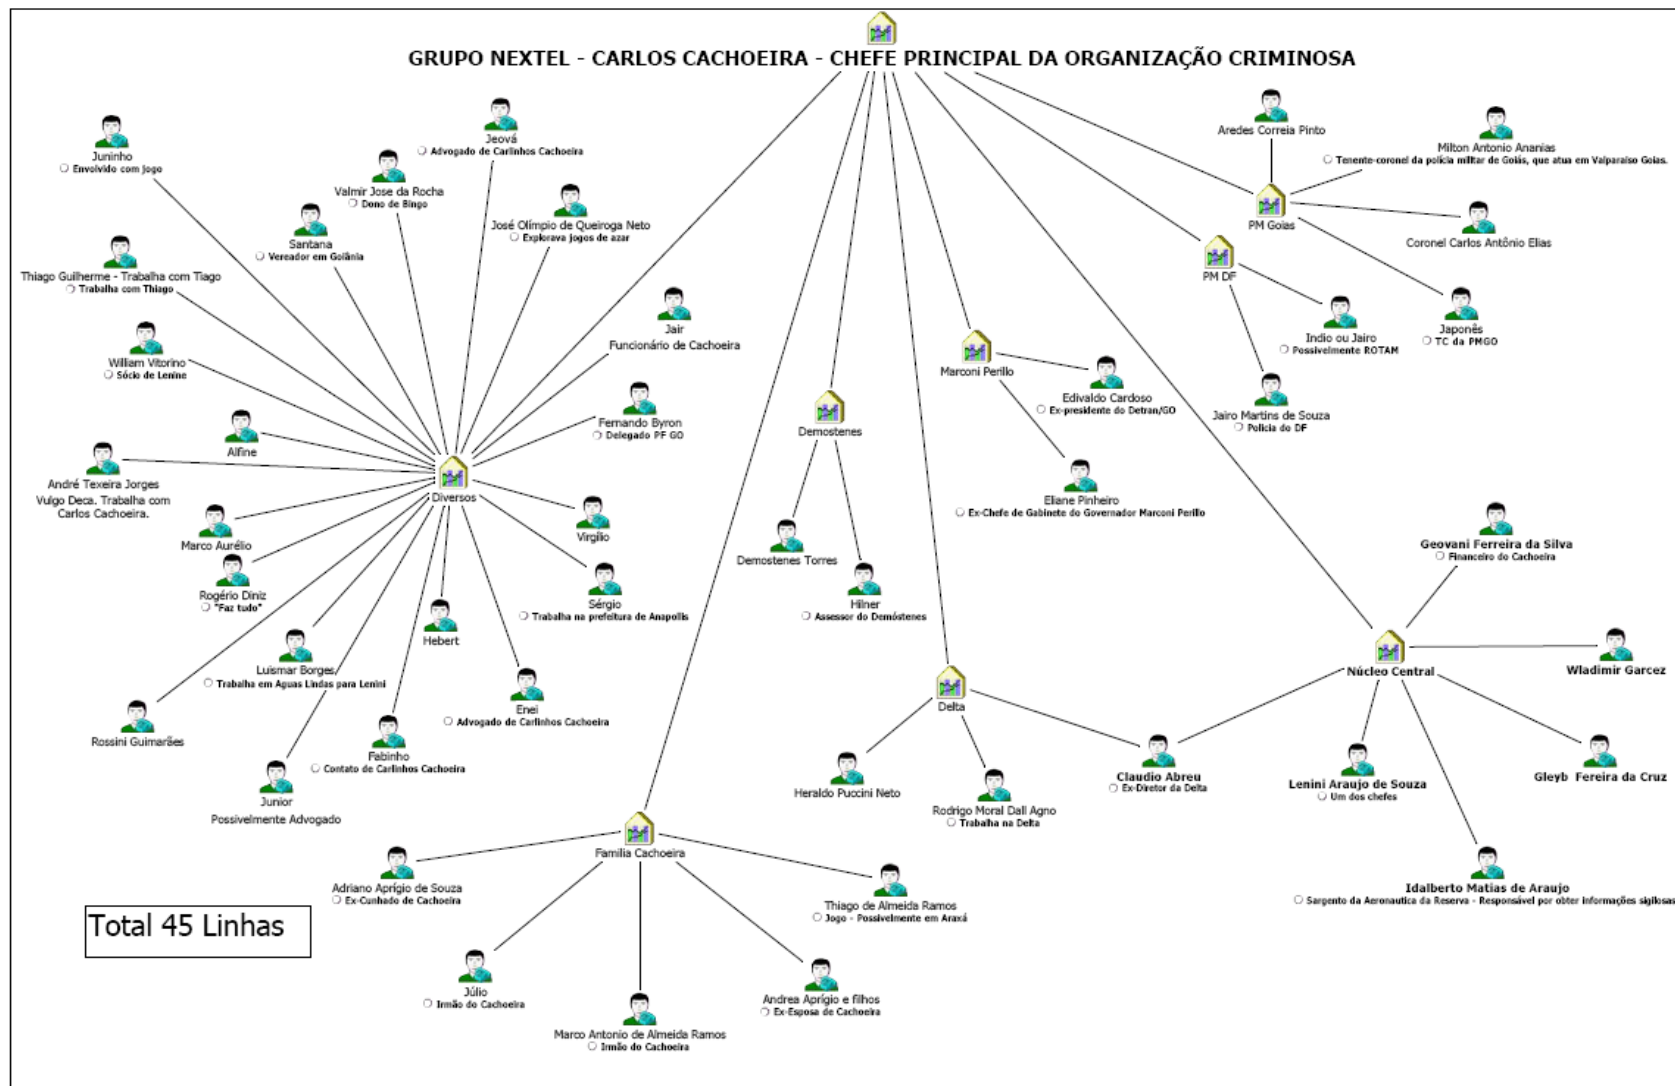 GRUPO NEXTEL - CARLOS CACHOEIRA - CHEFE PRINCIPAL DA ORGANIZAÇÃO CRIMINOSA
Juninho
Envolvido com jogo
Jeová
Advogado de Carlinhos Cachoeira
Valmir Jose da Rocha
Dono de Bingo
José Olímpio de Queiroga Neto
Explorava jogos de azar
Santana
Vereador em Goiânia
Thiago Guilherme - Trabalha com Tiago
Trabalha com Thiago
Jair
Funcionário de Cachoeira
William Vitorino
Sócio de Lenine
Fernando Byron
Delegado PF GO
Alfine
André Texeira Jorges
Vulgo Deca. Trabalha com
Carlos Cachoeira.
Diversos
Marco Aurélio
Virgílio
Rogério Diniz
"Faz tudo"
Sérgio
Trabalha na prefeitura de Anapolis
Hebert
Luismar Borges
Trabalha em Aguas Lindas para Lenini
Enei
Advogado de Carlinhos Cachoeira
Rossini Guimarães
Fabinho
Contato de Carlinhos Cachoeira
Junior
Possivelmente Advogado
Aredes Correia Pinto
Milton Antonio Ananias
Tenente-coronel da polícia militar de Goiás, que atua em Valparaíso Goias.
PM Goias
Coronel Carlos Antônio Elias
PM DF
Indio ou Jairo
Possivelmente ROTAM
Japonês
TC da PMGO
Jairo Martins de Souza
Policia do DF
Marconi Perillo
Edivaldo Cardoso
Ex-presidente do Detran/GO
Eliane Pinheiro
Ex-Chefe de Gabinete do Governador Marconi Perillo
Demostenes
Demostenes Torres
Hilner
Assessor do Demóstenes
Geovani Ferreira da Silva
Financeiro do Cachoeira
Núcleo Central
Wladimir Garcez
Delta
Heraldo Puccini Neto
Rodrigo Moral Dall Agno
Trabalha na Delta
Claudio Abreu
Ex-Diretor da Delta
Lenini Araujo de Souza
Um dos chefes
Gleyb Fereira da Cruz
Idalberto Matias de Araujo
Sargento da Aeronautica da Reserva - Responsável por obter informações sigilosas
Familia Cachoeira
Adriano Aprígio de Souza
Ex-Cunhado de Cachoeira
Thiago de Almeida Ramos
Jogo - Possivelmente em Araxá
Júlio
Irmão do Cachoeira
Andrea Aprígio e filhos
Ex-Esposa de Cachoeira
Marco Antonio de Almeida Ramos
Irmão do Cachoeira
Total 45 Linhas